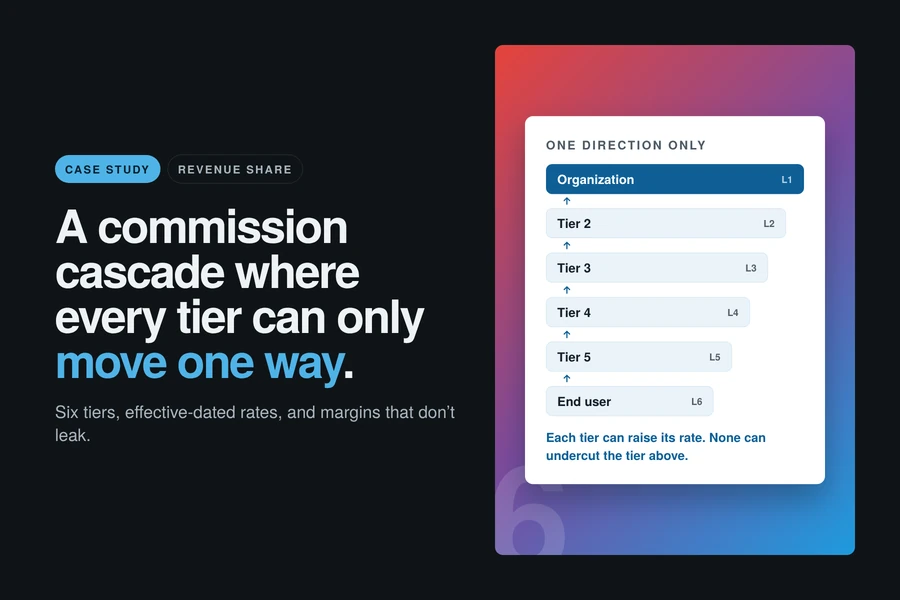 CASE STUDY
REVENUE SHARE
A commission
cascade where
every tier can only
move one way.
Six tiers, effective-dated rates, and margins that don’t
leak.
ONE DIRECTION ONLY
Organization L1
↑
Tier 2 L2
↑
Tier 3 L3
↑
Tier 4 L4
↑
Tier 5 L5
↑
End user L6
Each tier can raise its rate. None can
undercut the tier above.
6